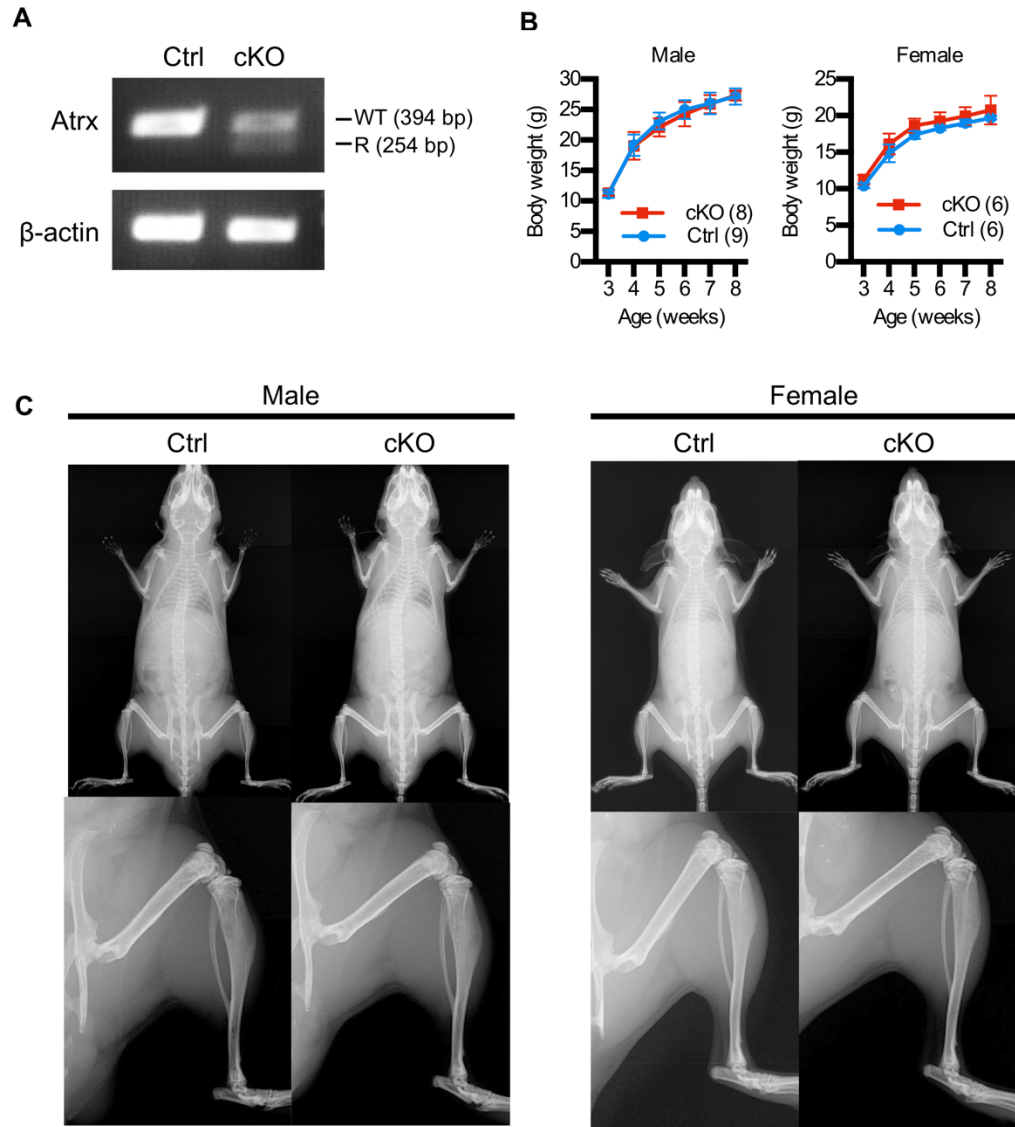 A
Ctrl cKO
Atrx
WT (394 bp)
R (254 bp)
β-actin
B
Male
Body weight (g)
30
25
20
15
10
5
0
cKO (8)
Ctrl (9)
3 4 5 6 7 8
Age (weeks)
Female
Body weight (g)
25
20
15
10
5
0
cKO (6)
Ctrl (6)
3 4 5 6 7 8
Age (weeks)
C
Male
Ctrl cKO
Female
Ctrl cKO